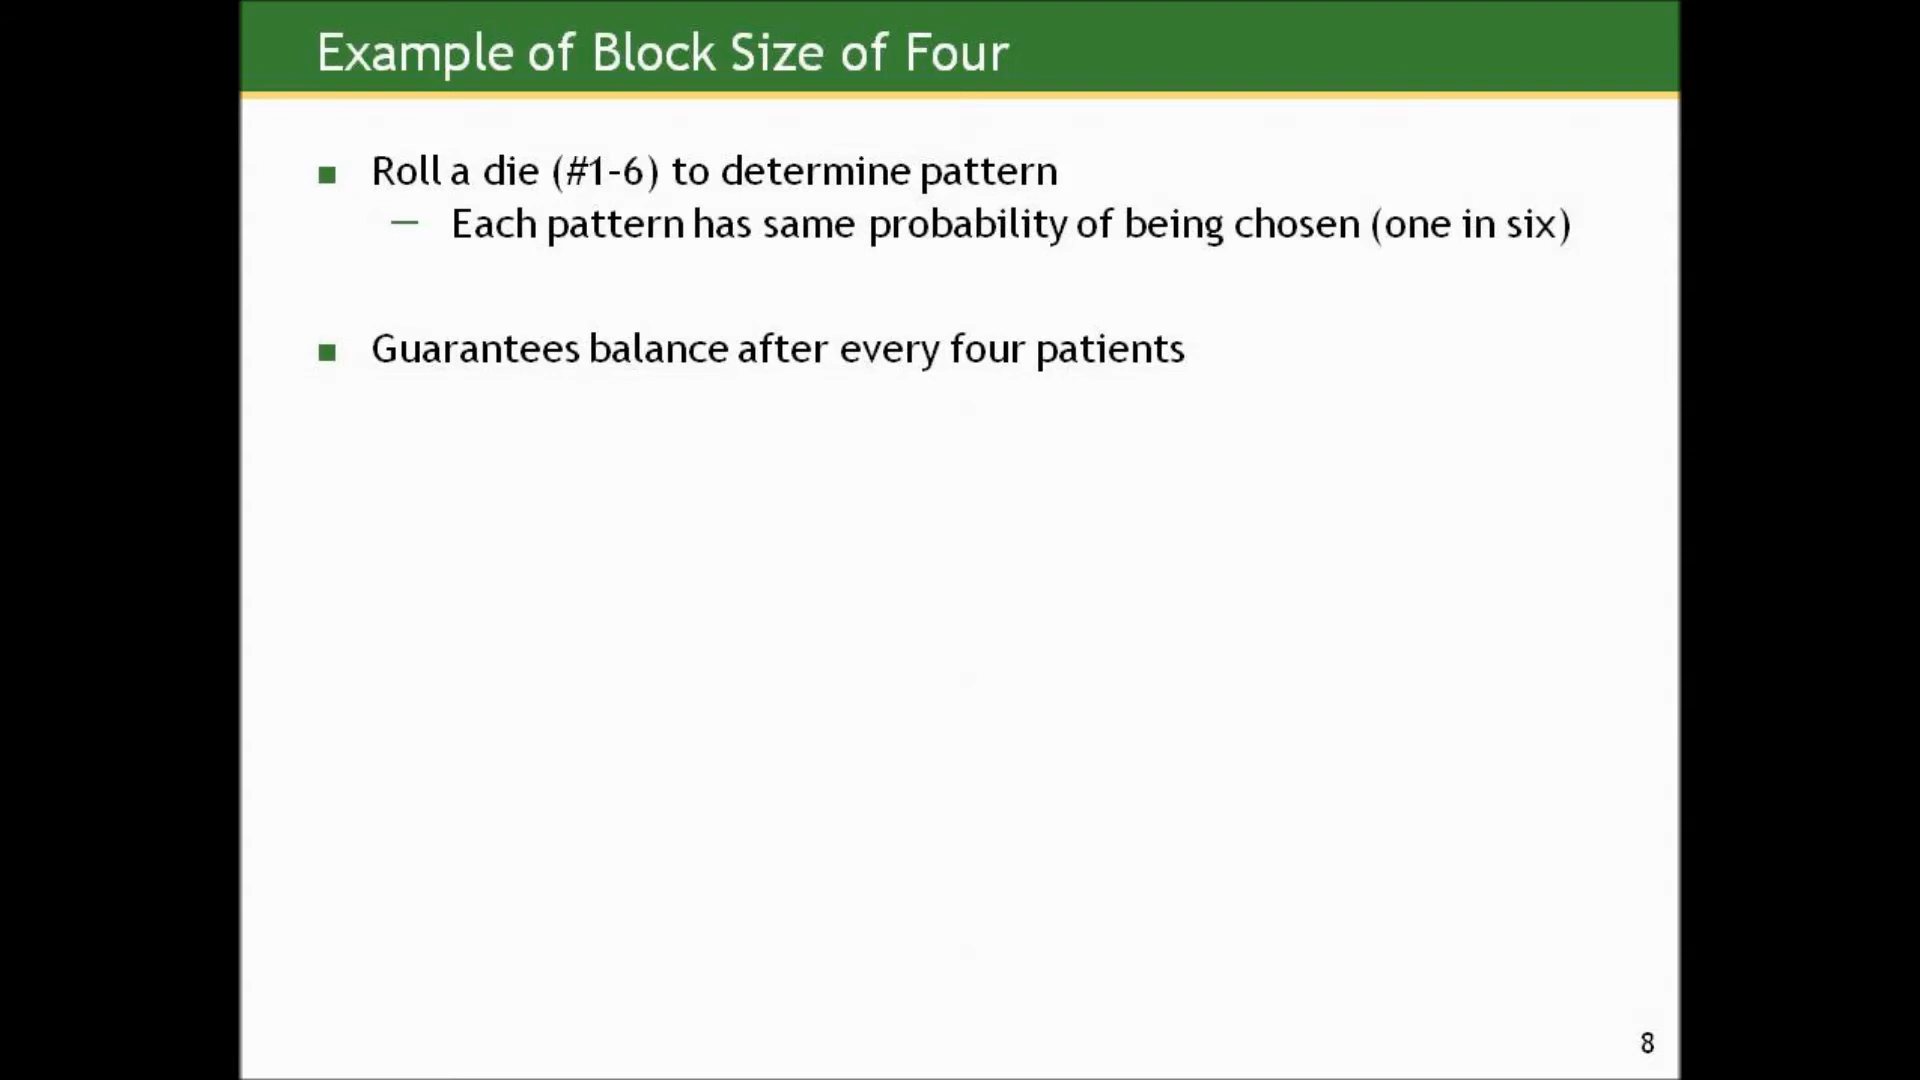 Example of Block Size of Four
Roll a die (#1-6) to determine pattern
— Each pattern has same probability of being chosen (one in six)
Guarantees balance after every four patients
8